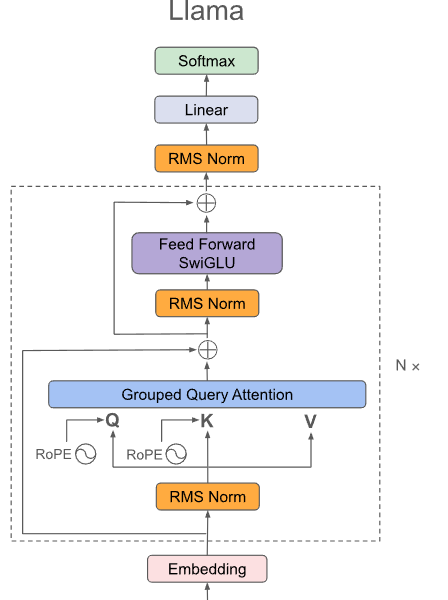 Llama
Softmax
Linear
RMS Norm
Feed Forward
SwiGLU
RMS Norm
N ×
Grouped Query Attention
Q K V
RoPE RoPE
RMS Norm
Embedding